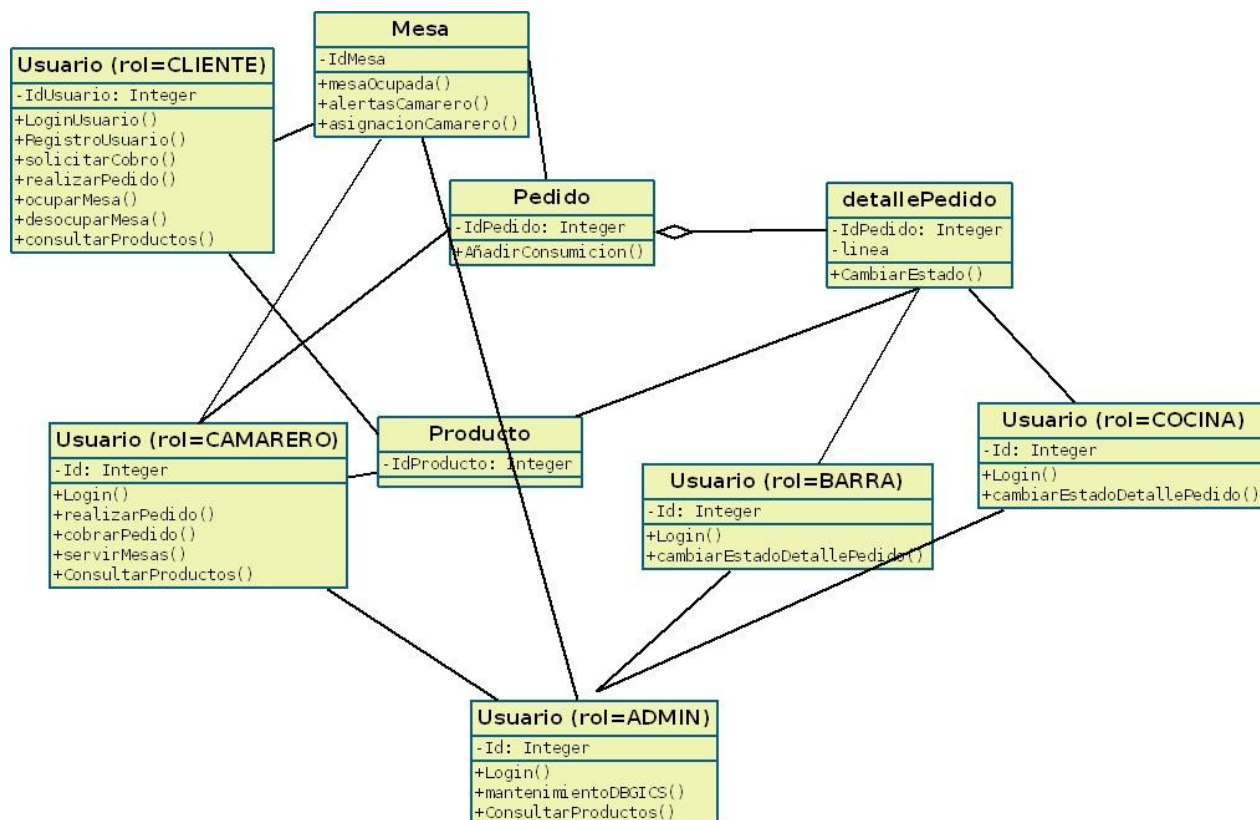 Mesa
-IdMesa
+mesaOcupada()
+alertasCamarero()
+asignacionCamarero()
Usuario (rol=CLIENTE)
-IdUsuario: Integer
+LoginUsuario()
+RegistroUsuario()
+solicitarCobro()
+realizarPedido()
+ocuparMesa()
+desocuparMesa()
+consultarProductos()
Pedido
-IdPedido: Integer
+AñadirConsumicion()
detallePedido
-IdPedido: Integer
-linea
+CambiarEstado()
Usuario (rol=CAMARERO)
-Id: Integer
+Login()
+realizarPedido()
+cobrarPedido()
+servirMesas()
+ConsultarProductos()
Producto
-IdProducto: Integer
Usuario (rol=BARRA)
-Id: Integer
+Login()
+cambiarEstadoDetallePedido()
Usuario (rol=COCINA)
-Id: Integer
+Login()
+cambiarEstadoDetallePedido()
Usuario (rol=ADMIN)
-Id: Integer
+Login()
+mantenimientoDBGICS()
+ConsultarProductos()